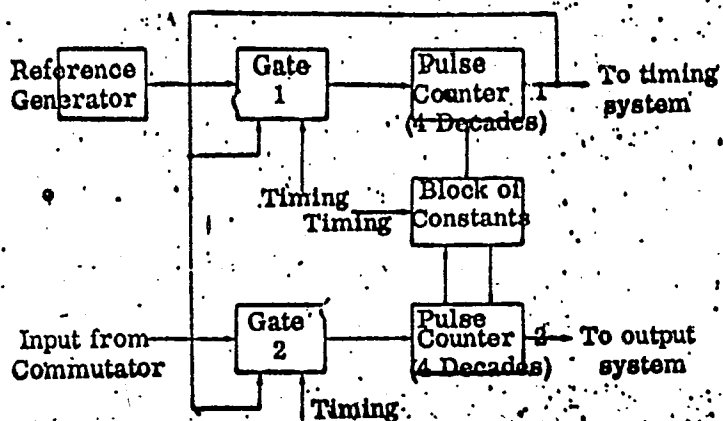 Reference
Generator
Gate
1
Pulse
Counter 1
(4 Decades)
To timing
system
Timing
Timing
Block of
Constants
Input from
Commutator
Gate
2
Pulse
Counter 2
(4 Decades)
To output
system
Timing